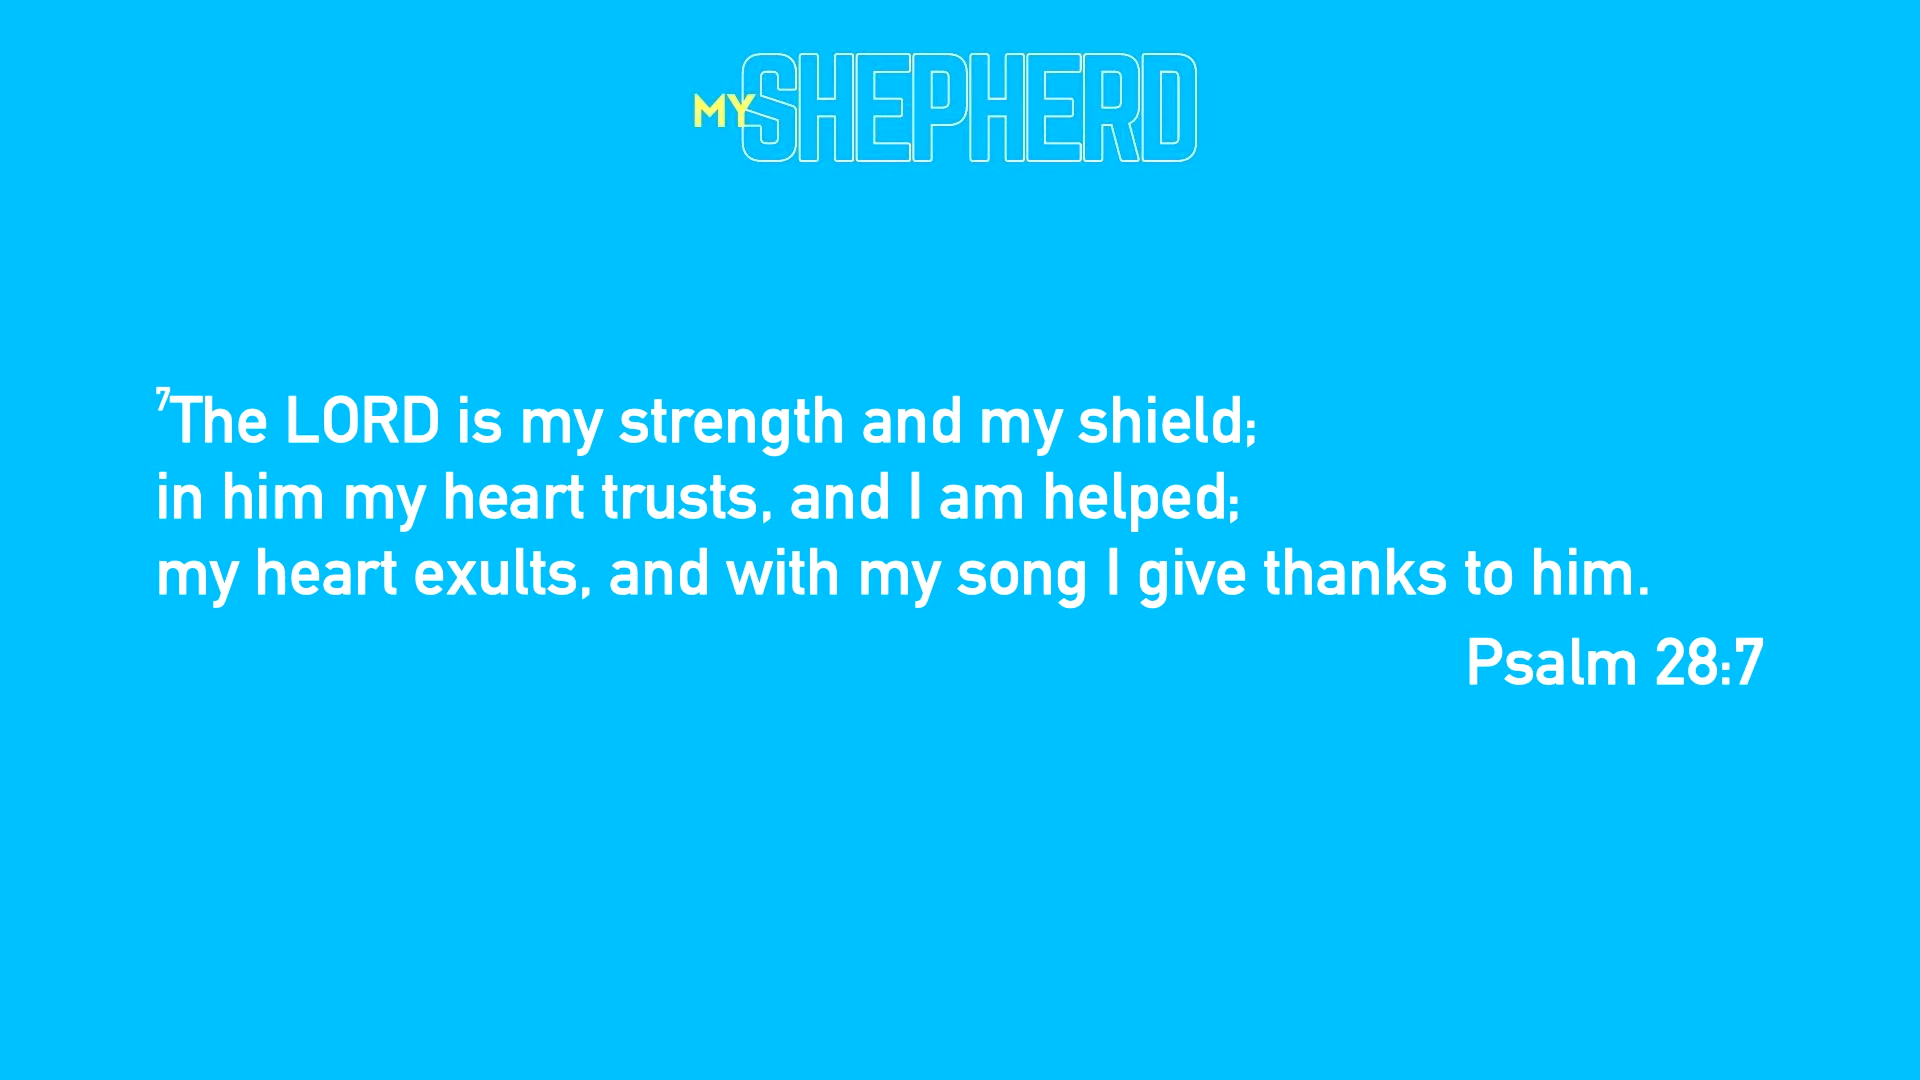 MY SHEPHERD
⁷The LORD is my strength and my shield;
in him my heart trusts, and I am helped;
my heart exults, and with my song I give thanks to him.
Psalm 28:7